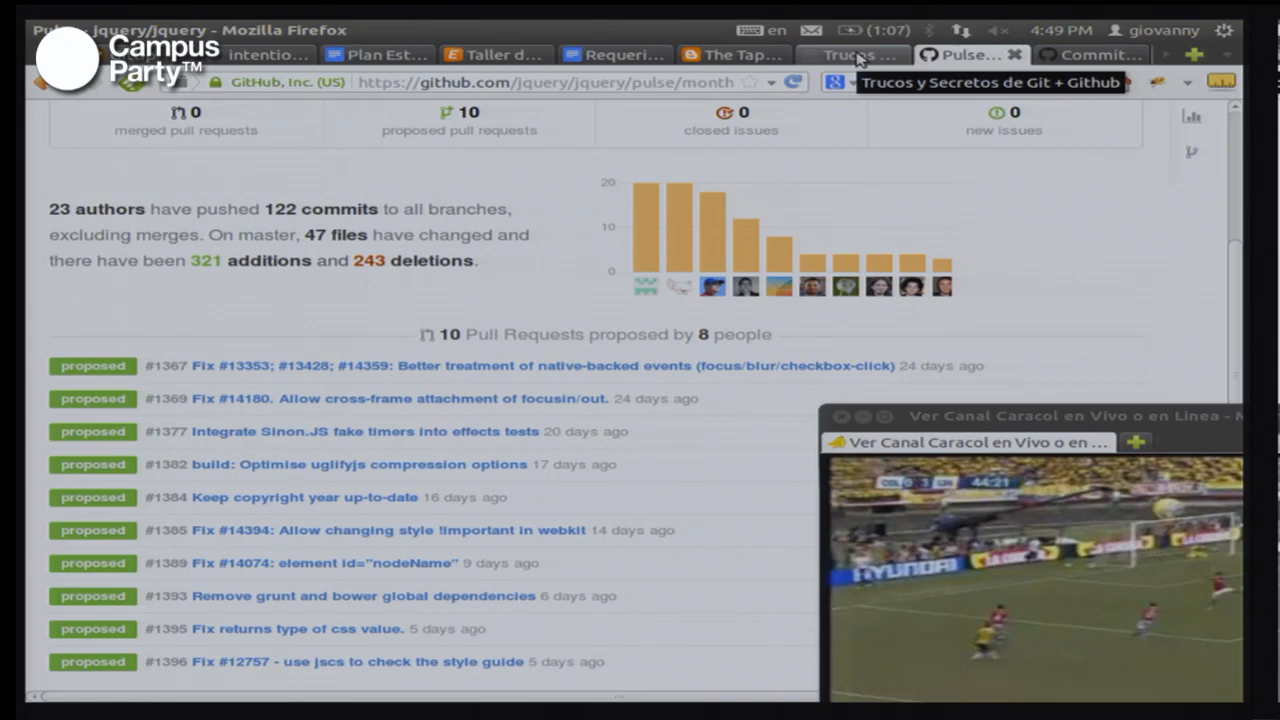 Pulse · jquery/jquery - Mozilla Firefox
en
(1:07)
4:49 PM
giovanny
Campus
Party™
intentio...
Plan Est...
Taller d...
Requeri...
The Tap...
Trucos ...
Pulse...
Commit...
GitHub, Inc. (US)
https://github.com/jquery/jquery/pulse/month
Trucos y Secretos de Git + Github
0
merged pull requests
10
proposed pull requests
0
closed issues
0
new issues
23 authors have pushed 122 commits to all branches,
excluding merges. On master, 47 files have changed and
there have been 321 additions and 243 deletions.
20
10
0
10 Pull Requests proposed by 8 people
proposed #1367 Fix #13353; #13428; #14359: Better treatment of native-backed events (focus/blur/checkbox-click) 24 days ago
proposed #1369 Fix #14180. Allow cross-frame attachment of focusin/out. 24 days ago
proposed #1377 Integrate Sinon.JS fake timers into effects tests 20 days ago
proposed #1382 build: Optimise uglifyjs compression options 17 days ago
proposed #1384 Keep copyright year up-to-date 16 days ago
proposed #1385 Fix #14394: Allow changing style !important in webkit 14 days ago
proposed #1389 Fix #14074: element id="nodeName" 9 days ago
proposed #1393 Remove grunt and bower global dependencies 6 days ago
proposed #1395 Fix returns type of css value. 5 days ago
proposed #1396 Fix #12757 - use jscs to check the style guide 5 days ago
Ver Canal Caracol en Vivo o en Linea - M
Ver Canal Caracol en Vivo o en ...
COL 0 3 CHI 44:21
HYUNDAI